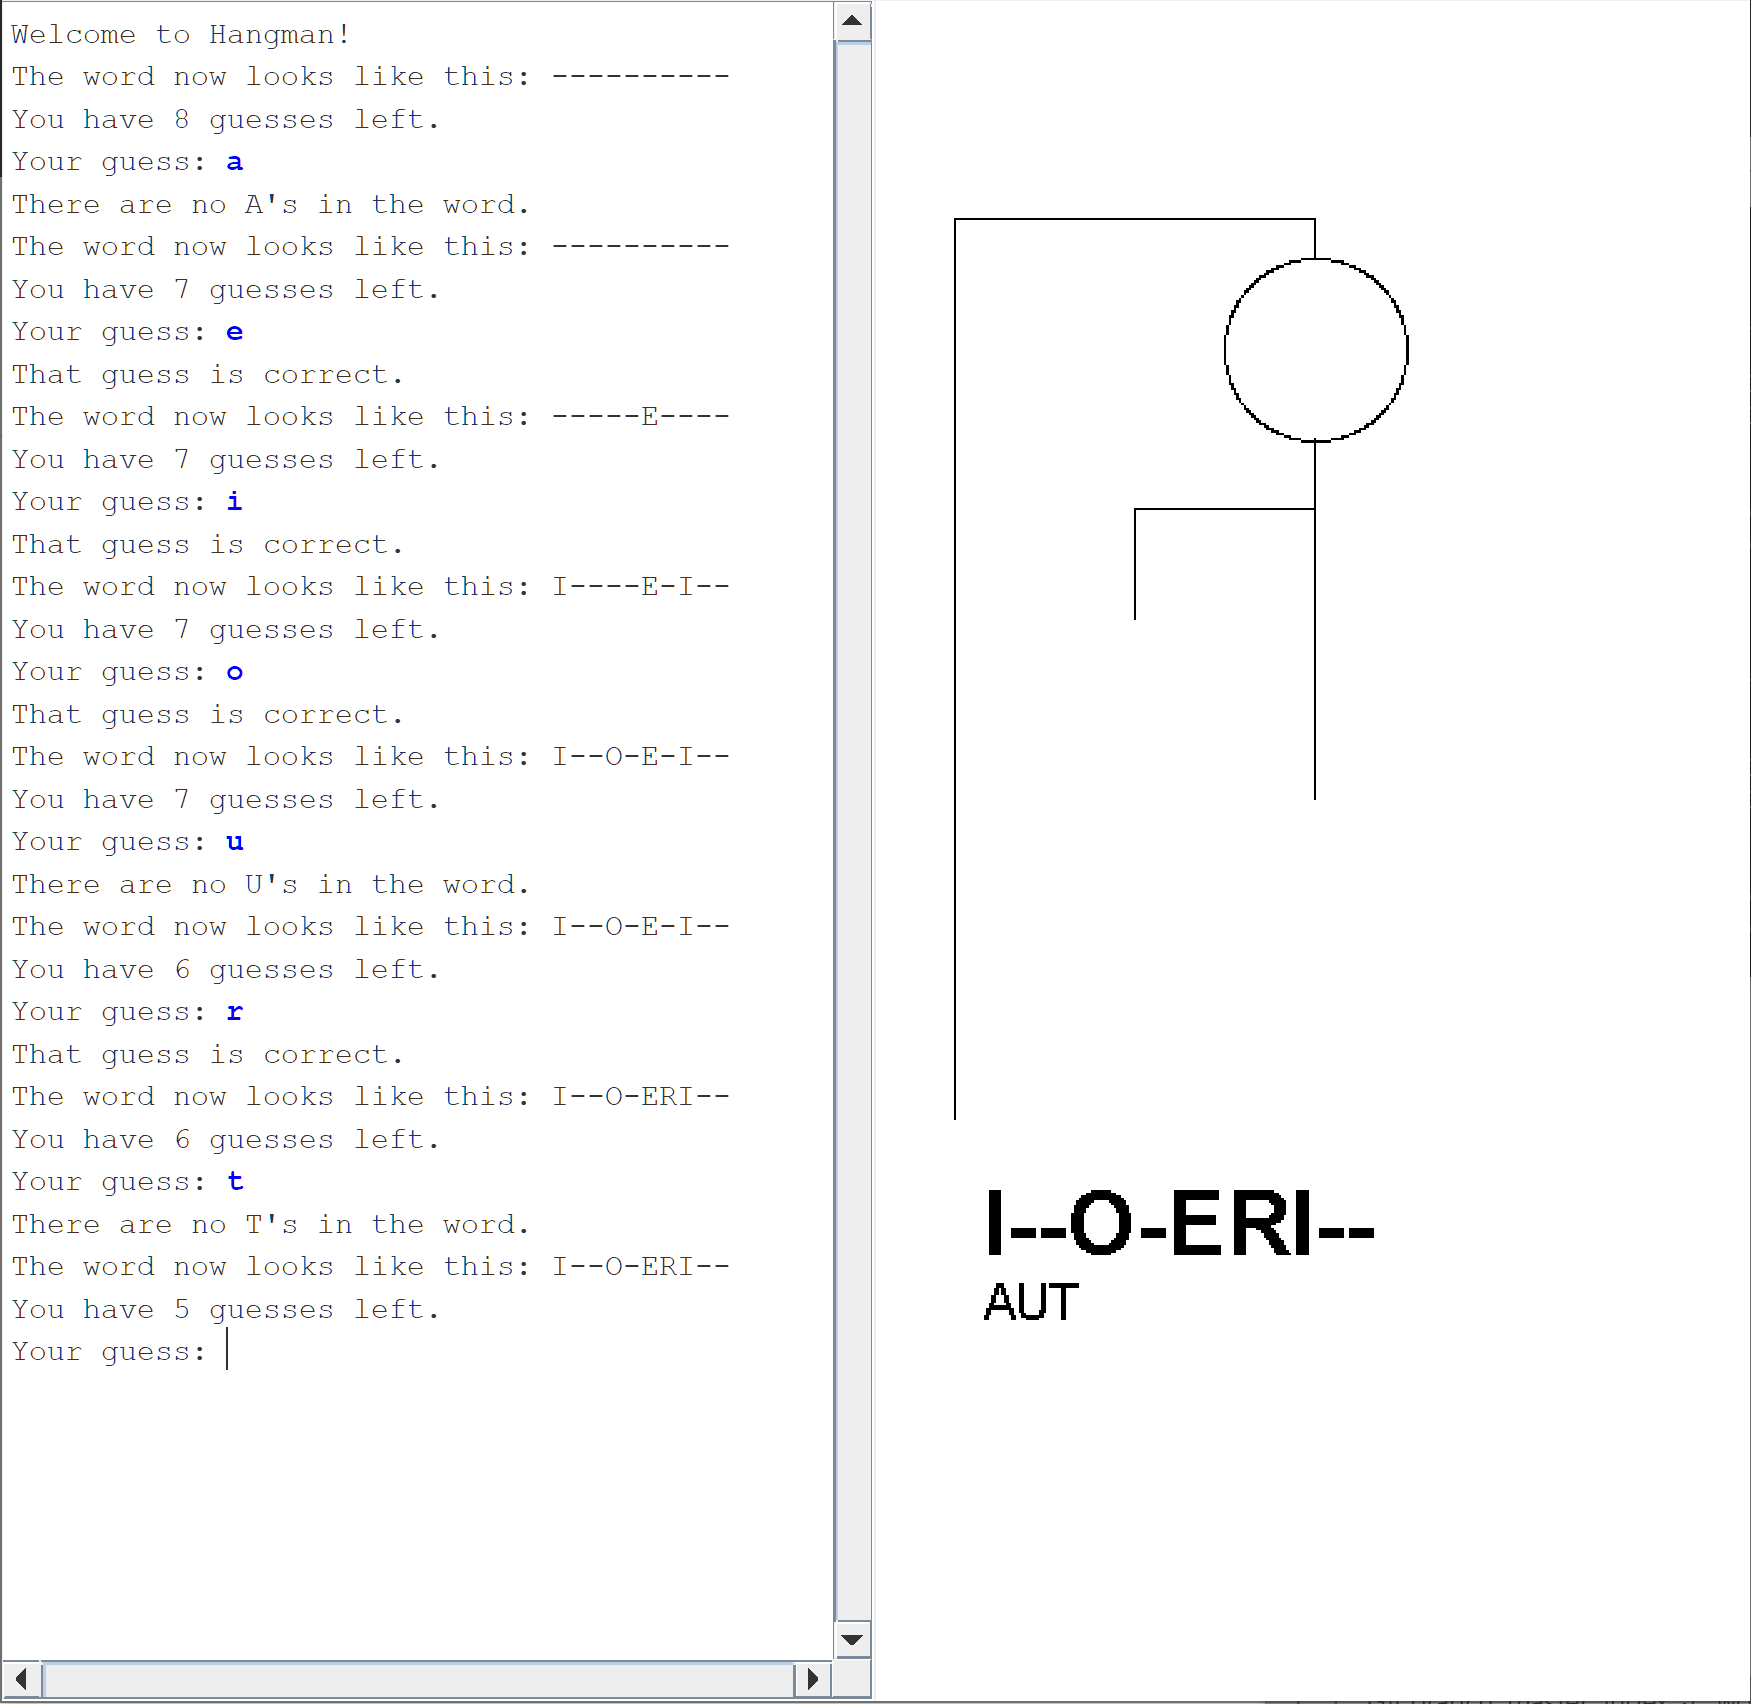 Welcome to Hangman!
The word now looks like this: ----------
You have 8 guesses left.
Your guess: a
There are no A's in the word.
The word now looks like this: ----------
You have 7 guesses left.
Your guess: e
That guess is correct.
The word now looks like this: -----E----
You have 7 guesses left.
Your guess: i
That guess is correct.
The word now looks like this: I----E-I--
You have 7 guesses left.
Your guess: o
That guess is correct.
The word now looks like this: I--O-E-I--
You have 7 guesses left.
Your guess: u
There are no U's in the word.
The word now looks like this: I--O-E-I--
You have 6 guesses left.
Your guess: r
That guess is correct.
The word now looks like this: I--O-ERI--
You have 6 guesses left.
Your guess: t
There are no T's in the word.
The word now looks like this: I--O-ERI--
You have 5 guesses left.
Your guess:
I--O-ERI--
AUT